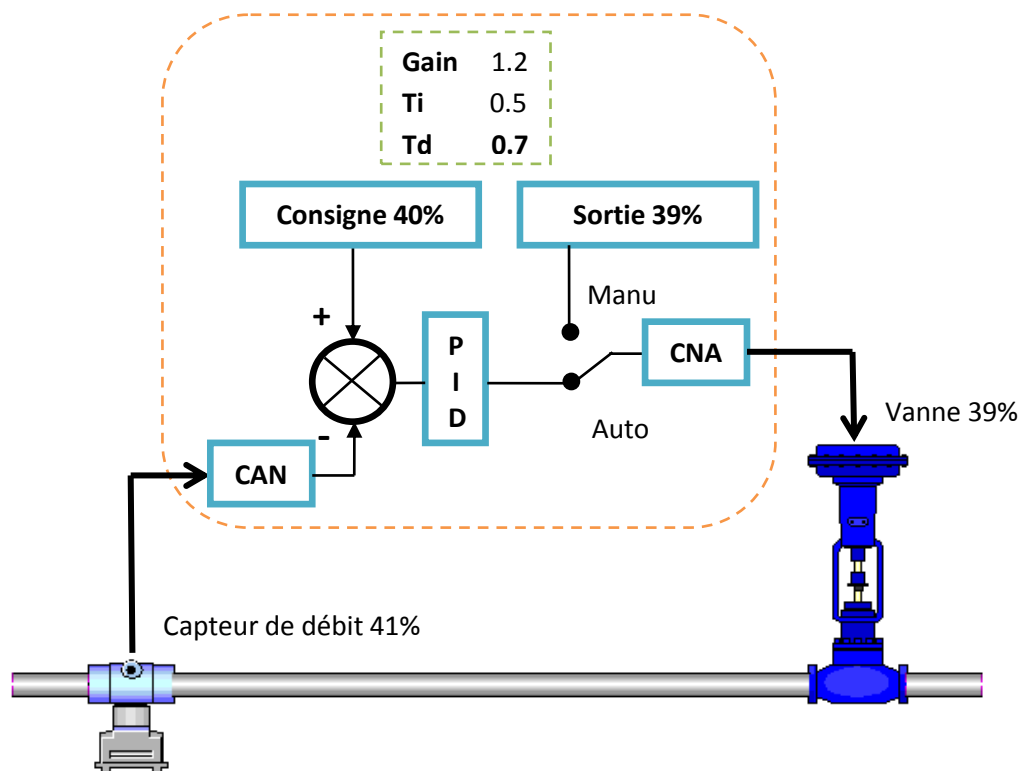 Gain 1.2
Ti 0.5
Td 0.7
Consigne 40%
Sortie 39%
Manu
+
P
I
D
CNA
Vanne 39%
Auto
-
CAN
Capteur de débit 41%